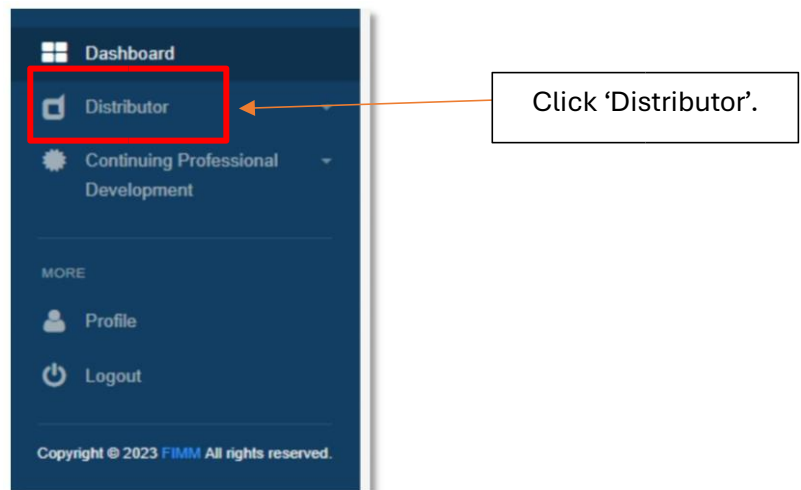 Dashboard
Distributor
Click ‘Distributor’.
Continuing Professional
Development
MORE
Profile
Logout
Copyright © 2023 FIMM All rights reserved.